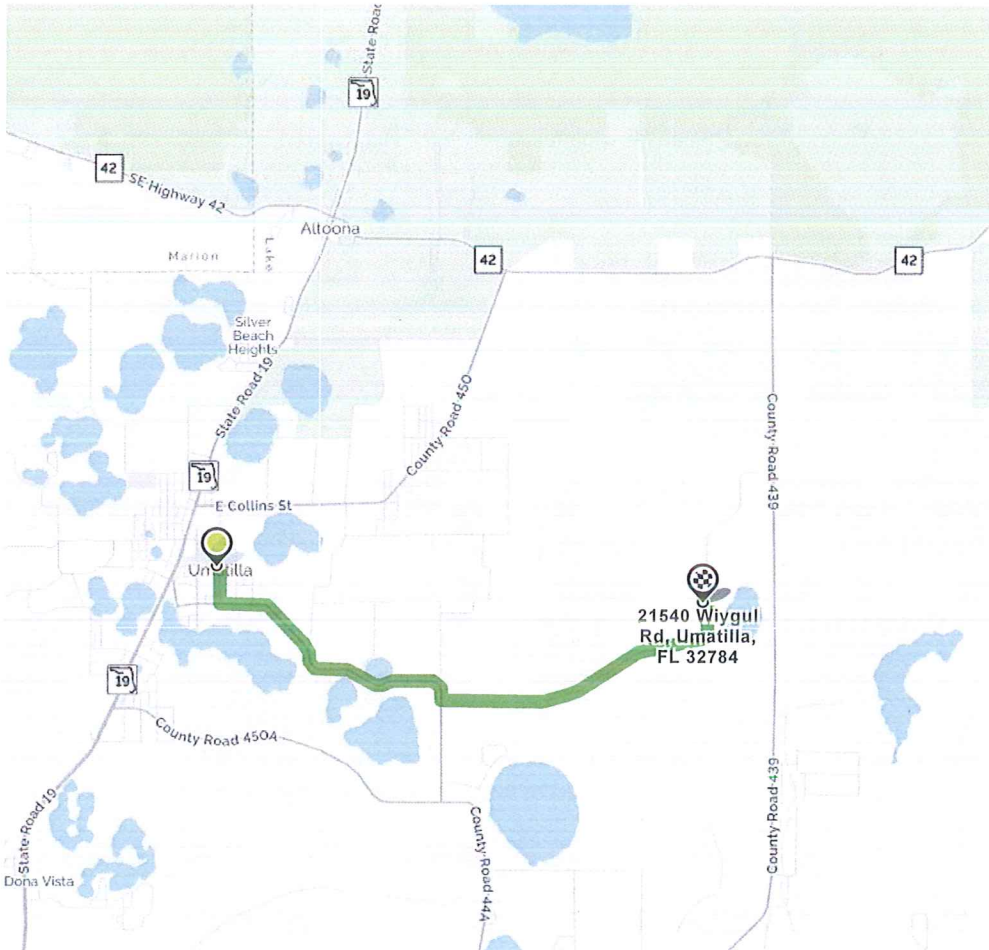 State Road
19
42
SE Highway 42
Altoona
42
42
Marion
Lake
Silver
Beach
Heights
State Road 19
County Road 450
County Road 439
19
E Collins St
Umatilla
21540 Wiygul
Rd, Umatilla,
FL 32784
19
County Road 450A
County Road 439
State Road 19
County Road 44A
Dona Vista